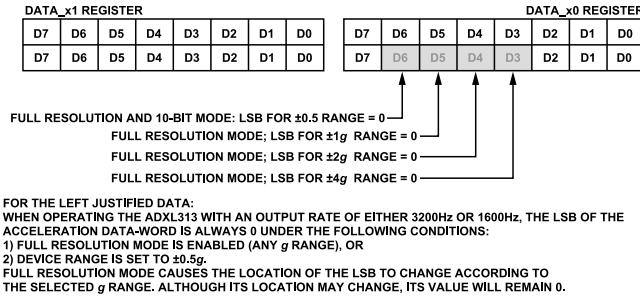 DATA_x1 REGISTER
DATA_x0 REGISTER
D7 D6 D5 D4 D3 D2 D1 D0
D7 D6 D5 D4 D3 D2 D1 D0
D7 D6 D5 D4 D3 D2 D1 D0
D7 D6 D5 D4 D3 D2 D1 D0
FULL RESOLUTION AND 10-BIT MODE: LSB FOR ±0.5 RANGE = 0
FULL RESOLUTION MODE; LSB FOR ±1g RANGE = 0
FULL RESOLUTION MODE; LSB FOR ±2g RANGE = 0
FULL RESOLUTION MODE; LSB FOR ±4g RANGE = 0
FOR THE LEFT JUSTIFIED DATA:
WHEN OPERATING THE ADXL313 WITH AN OUTPUT RATE OF EITHER 3200Hz OR 1600Hz, THE LSB OF THE
ACCELERATION DATA-WORD IS ALWAYS 0 UNDER THE FOLLOWING CONDITIONS:
1) FULL RESOLUTION MODE IS ENABLED (ANY g RANGE), OR
2) DEVICE RANGE IS SET TO ±0.5g.
FULL RESOLUTION MODE CAUSES THE LOCATION OF THE LSB TO CHANGE ACCORDING TO
THE SELECTED g RANGE. ALTHOUGH ITS LOCATION MAY CHANGE, ITS VALUE WILL REMAIN 0.